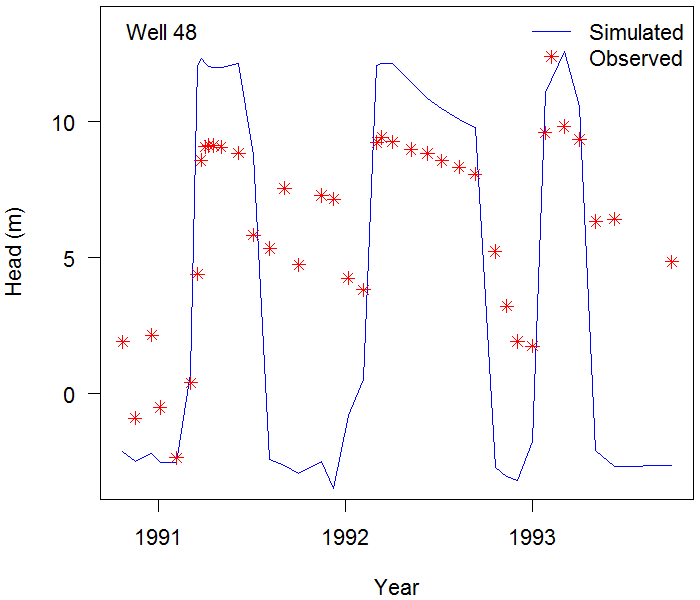 Well 48
Simulated
Observed
10
5
0
Head (m)
1991
1992
1993
Year